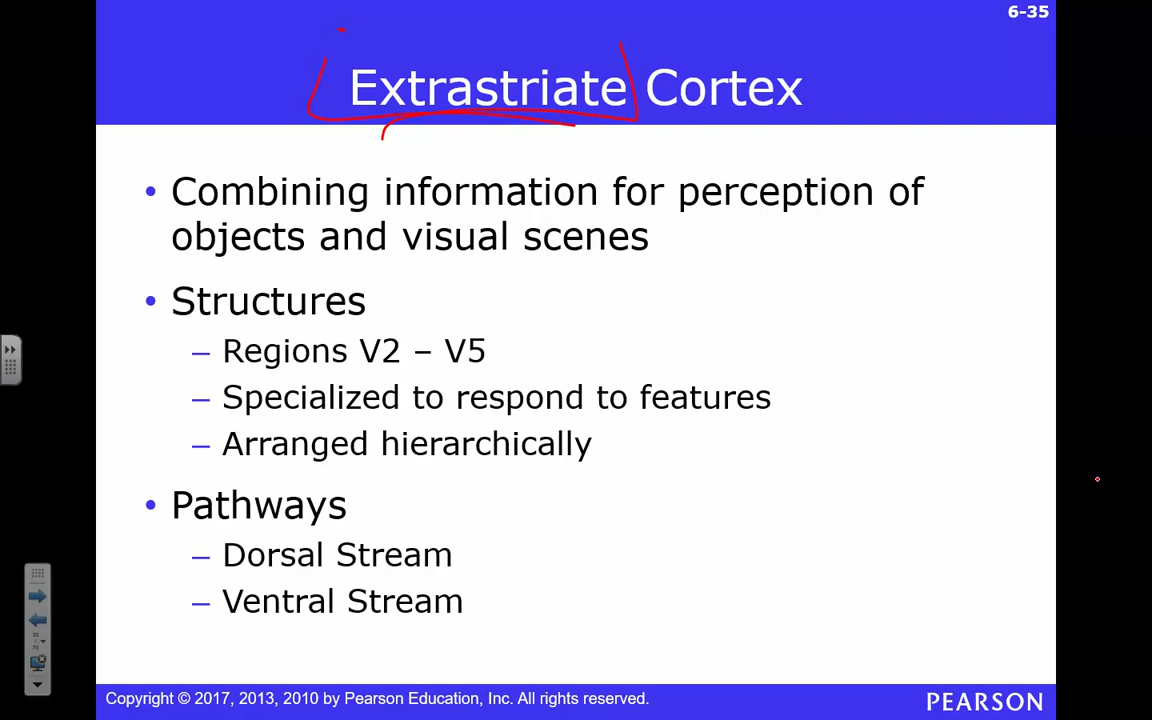 6-35
Extrastriate Cortex
• Combining information for perception of
objects and visual scenes
• Structures
– Regions V2 – V5
– Specialized to respond to features
– Arranged hierarchically
• Pathways
– Dorsal Stream
– Ventral Stream
Copyright © 2017, 2013, 2010 by Pearson Education, Inc. All rights reserved.
PEARSON